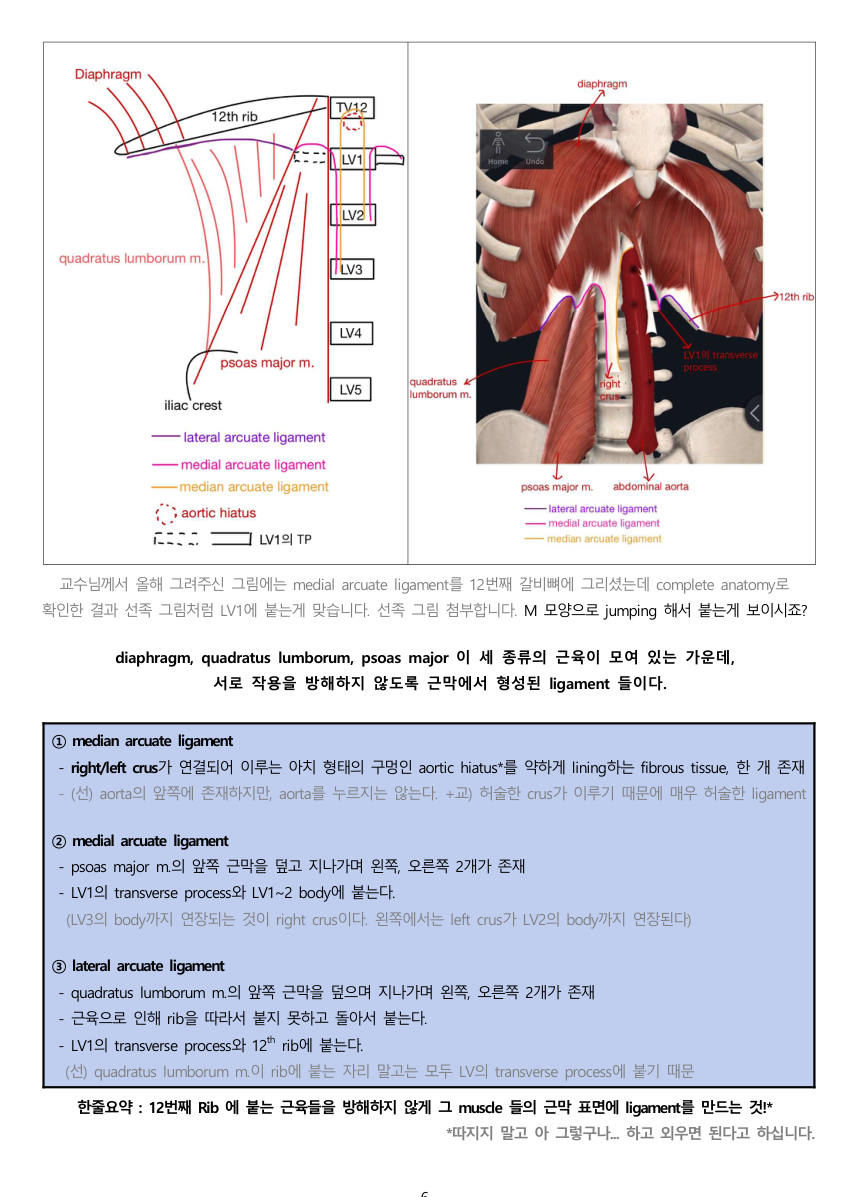 Diaphragm
12th rib
TV12
LV1
LV2
LV3
LV4
LV5
quadratus lumborum m.
psoas major m.
iliac crest
lateral arcuate ligament
medial arcuate ligament
median arcuate ligament
aortic hiatus
LV1의 TP
diaphragm
Home
Undo
12th rib
LV1의 transverse
process
quadratus
lumborum m.
right
crus
psoas major m.
abdominal aorta
lateral arcuate ligament
medial arcuate ligament
median arcuate ligament
교수님께서 올해 그려주신 그림에는 medial arcuate ligament를 12번째 갈비뼈에 그리셨는데 complete anatomy로
확인한 결과 선족 그림처럼 LV1에 붙는게 맞습니다. 선족 그림 첨부합니다. M 모양으로 jumping 해서 붙는게 보이시죠?
diaphragm, quadratus lumborum, psoas major 이 세 종류의 근육이 모여 있는 가운데,
서로 작용을 방해하지 않도록 근막에서 형성된 ligament 들이다.
① median arcuate ligament
- right/left crus가 연결되어 이루는 아치 형태의 구멍인 aortic hiatus*를 약하게 lining하는 fibrous tissue, 한 개 존재
- (선) aorta의 앞쪽에 존재하지만, aorta를 누르지는 않는다. +교) 허술한 crus가 이루기 때문에 매우 허술한 ligament
② medial arcuate ligament
- psoas major m.의 앞쪽 근막을 덮고 지나가며 왼쪽, 오른쪽 2개가 존재
- LV1의 transverse process와 LV1~2 body에 붙는다.
(LV3의 body까지 연장되는 것이 right crus이다. 왼쪽에서는 left crus가 LV2의 body까지 연장된다)
③ lateral arcuate ligament
- quadratus lumborum m.의 앞쪽 근막을 덮으며 지나가며 왼쪽, 오른쪽 2개가 존재
- 근육으로 인해 rib을 따라서 붙지 못하고 돌아서 붙는다.
- LV1의 transverse process와 12th rib에 붙는다.
(선) quadratus lumborum m.이 rib에 붙는 자리 말고는 모두 LV의 transverse process에 붙기 때문
한줄요약 : 12번째 Rib 에 붙는 근육들을 방해하지 않게 그 muscle 들의 근막 표면에 ligament를 만드는 것!*
*따지지 말고 아 그렇구나... 하고 외우면 된다고 하십니다.
6